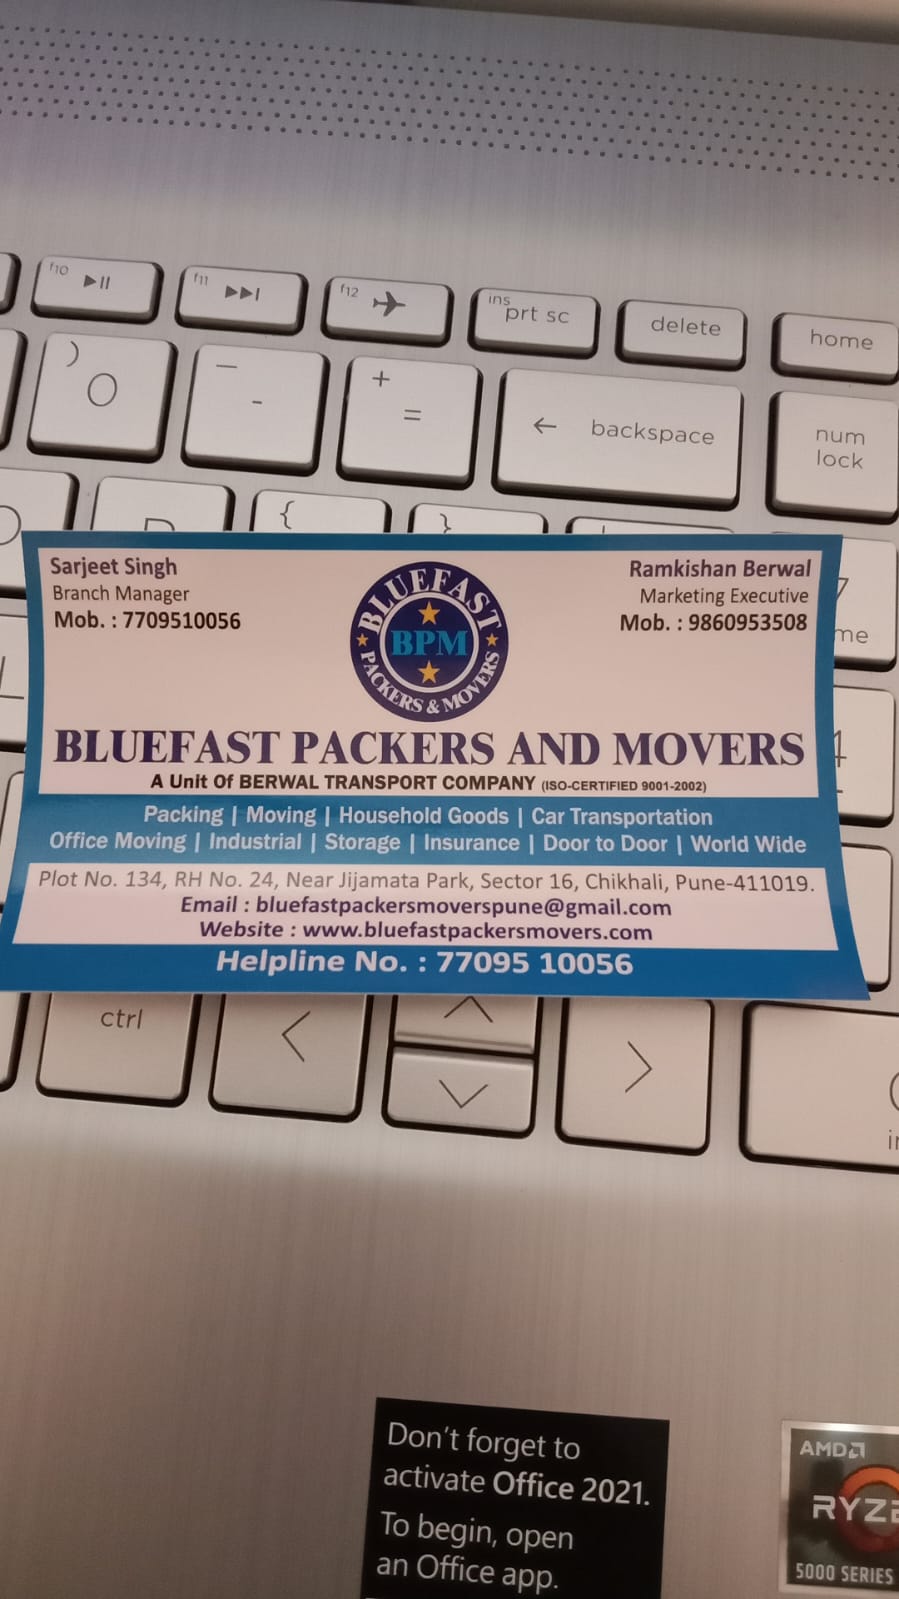 f10
f11
f12
ins
prt sc
delete
home
)
0
-
+
=
← backspace
num
lock
{
}
Sarjeet Singh
Branch Manager
Mob. : 7709510056
BLUEFAST
BPM
PACKERS & MOVERS
Ramkishan Berwal
Marketing Executive
Mob. : 9860953508
BLUEFAST PACKERS AND MOVERS
A Unit Of BERWAL TRANSPORT COMPANY (ISO-CERTIFIED 9001-2002)
Packing | Moving | Household Goods | Car Transportation
Office Moving | Industrial | Storage | Insurance | Door to Door | World Wide
Plot No. 134, RH No. 24, Near Jijamata Park, Sector 16, Chikhali, Pune-411019.
Email : bluefastpackersmoverspune@gmail.com
Website : www.bluefastpackersmovers.com
Helpline No. : 77095 10056
ctrl
Don't forget to
activate Office 2021.
To begin, open
an Office app.
AMD
5000 SERIES